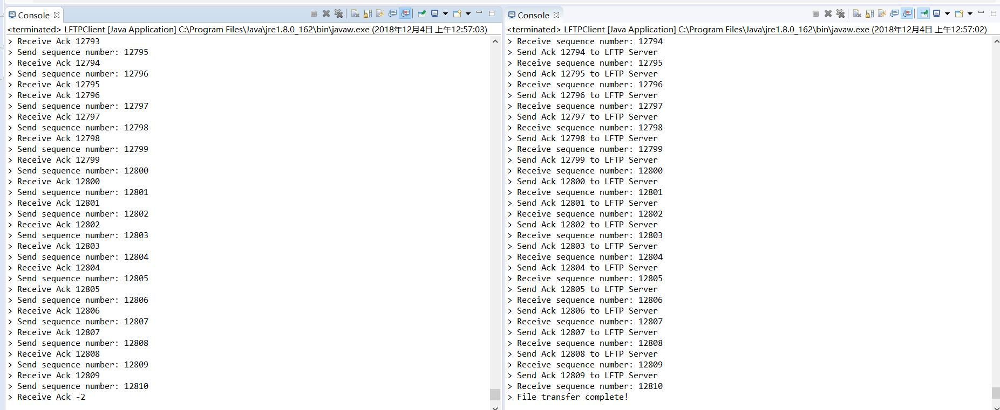 Console
<terminated> LFTPClient [Java Application] C:\Program Files\Java\jre1.8.0_162\bin\javaw.exe (2018年12月4日 上午12:57:03)
> Receive Ack 12793
> Send sequence number: 12795
> Receive Ack 12794
> Send sequence number: 12796
> Receive Ack 12795
> Receive Ack 12796
> Send sequence number: 12797
> Receive Ack 12797
> Send sequence number: 12798
> Receive Ack 12798
> Send sequence number: 12799
> Receive Ack 12799
> Send sequence number: 12800
> Receive Ack 12800
> Send sequence number: 12801
> Receive Ack 12801
> Send sequence number: 12802
> Receive Ack 12802
> Send sequence number: 12803
> Receive Ack 12803
> Send sequence number: 12804
> Receive Ack 12804
> Send sequence number: 12805
> Receive Ack 12805
> Send sequence number: 12806
> Receive Ack 12806
> Send sequence number: 12807
> Receive Ack 12807
> Send sequence number: 12808
> Receive Ack 12808
> Send sequence number: 12809
> Receive Ack 12809
> Send sequence number: 12810
> Receive Ack -2
Console
<terminated> LFTPClient [Java Application] C:\Program Files\Java\jre1.8.0_162\bin\javaw.exe (2018年12月4日 上午12:57:02)
> Receive sequence number: 12794
> Send Ack 12794 to LFTP Server
> Receive sequence number: 12795
> Send Ack 12795 to LFTP Server
> Receive sequence number: 12796
> Send Ack 12796 to LFTP Server
> Receive sequence number: 12797
> Send Ack 12797 to LFTP Server
> Receive sequence number: 12798
> Send Ack 12798 to LFTP Server
> Receive sequence number: 12799
> Send Ack 12799 to LFTP Server
> Receive sequence number: 12800
> Send Ack 12800 to LFTP Server
> Receive sequence number: 12801
> Send Ack 12801 to LFTP Server
> Receive sequence number: 12802
> Send Ack 12802 to LFTP Server
> Receive sequence number: 12803
> Send Ack 12803 to LFTP Server
> Receive sequence number: 12804
> Send Ack 12804 to LFTP Server
> Receive sequence number: 12805
> Send Ack 12805 to LFTP Server
> Receive sequence number: 12806
> Send Ack 12806 to LFTP Server
> Receive sequence number: 12807
> Send Ack 12807 to LFTP Server
> Receive sequence number: 12808
> Send Ack 12808 to LFTP Server
> Receive sequence number: 12809
> Send Ack 12809 to LFTP Server
> Receive sequence number: 12810
> File transfer complete!